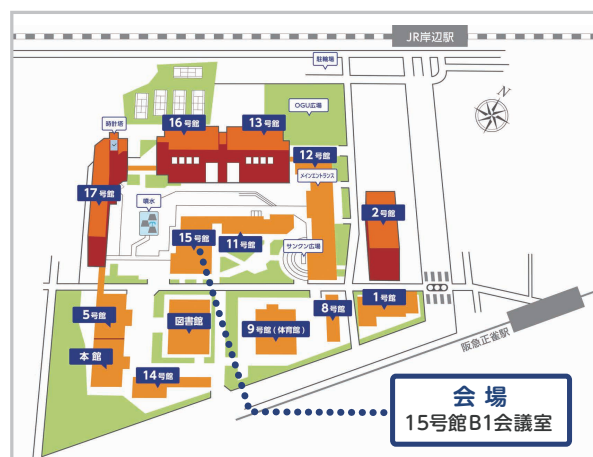 JR岸辺駅
駐輪場
OGU広場
N
時計塔
16号館
13号館
12号館
メインエントランス
17号館
噴水
2号館
15号館
11号館
サンクン広場
5号館
図書館
9号館(体育館)
8号館
1号館
本館
14号館
阪急正雀駅
会場
15号館B1会議室